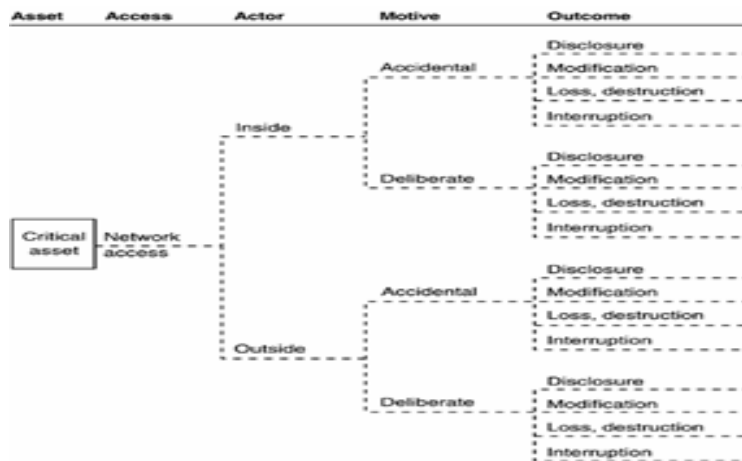 Asset Access Actor Motive Outcome
Disclosure
Accidental Modification
Loss, destruction
Inside Interruption
Disclosure
Deliberate Modification
Loss, destruction
Critical Network Interruption
asset access
Disclosure
Accidental Modification
Loss, destruction
Outside Interruption
Disclosure
Deliberate Modification
Loss, destruction
Interruption